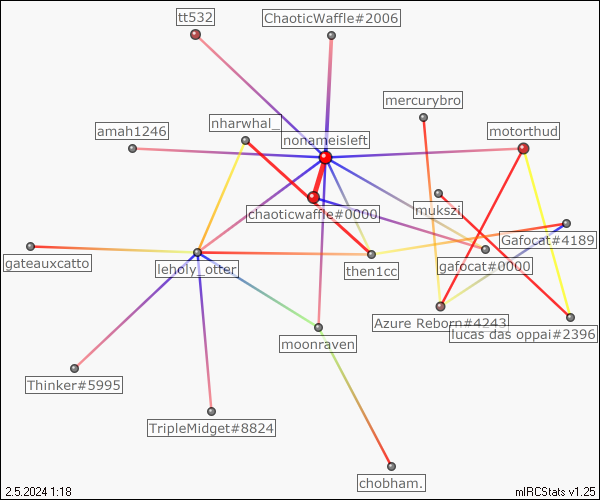 tt532
ChaoticWaffle#2006
mercurybro
nharwhal_
amah1246
motorthud
nonameisleft
chaoticwaffle#0000
mukszi
Gafocat#4189
gateauxcatto
leholy_otter
then1cc
gafocat#0000
Azure Reborn#4243
lucas das oppai#2396
moonraven
Thinker#5995
TripleMidget#8824
chobham.
2.5.2024 1:18
mIRCStats v1.25